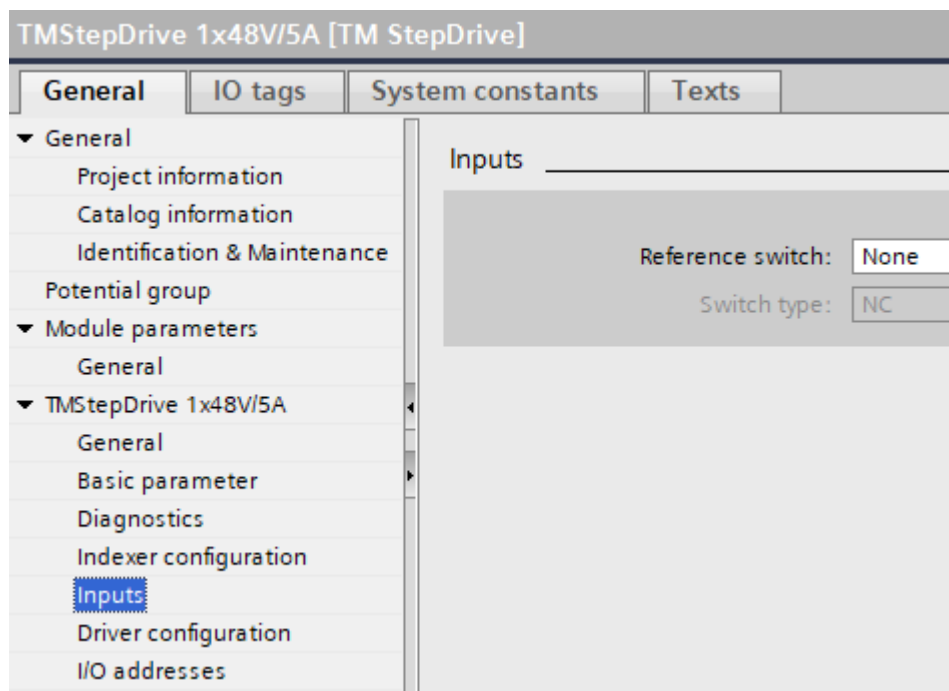 TMStepDrive 1x48V/5A [TM StepDrive]
General IO tags System constants Texts
General
Project information
Catalog information
Identification & Maintenance
Potential group
Module parameters
General
TMStepDrive 1x48V/5A
General
Basic parameter
Diagnostics
Indexer configuration
Inputs
Driver configuration
I/O addresses
Inputs
Reference switch: None
Switch type: NC